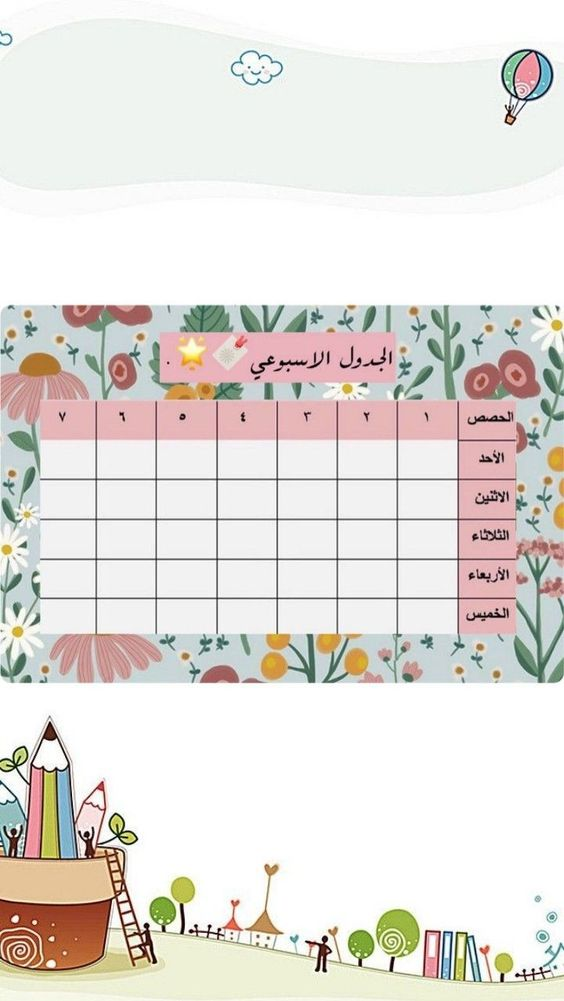 الجدول الاسبوعي 🏷️ 🌟 .
الحصص ١ ٢ ٣ ٤ ٥ ٦ ٧
الأحد
الاثنين
الثلاثاء
الأربعاء
الخميس